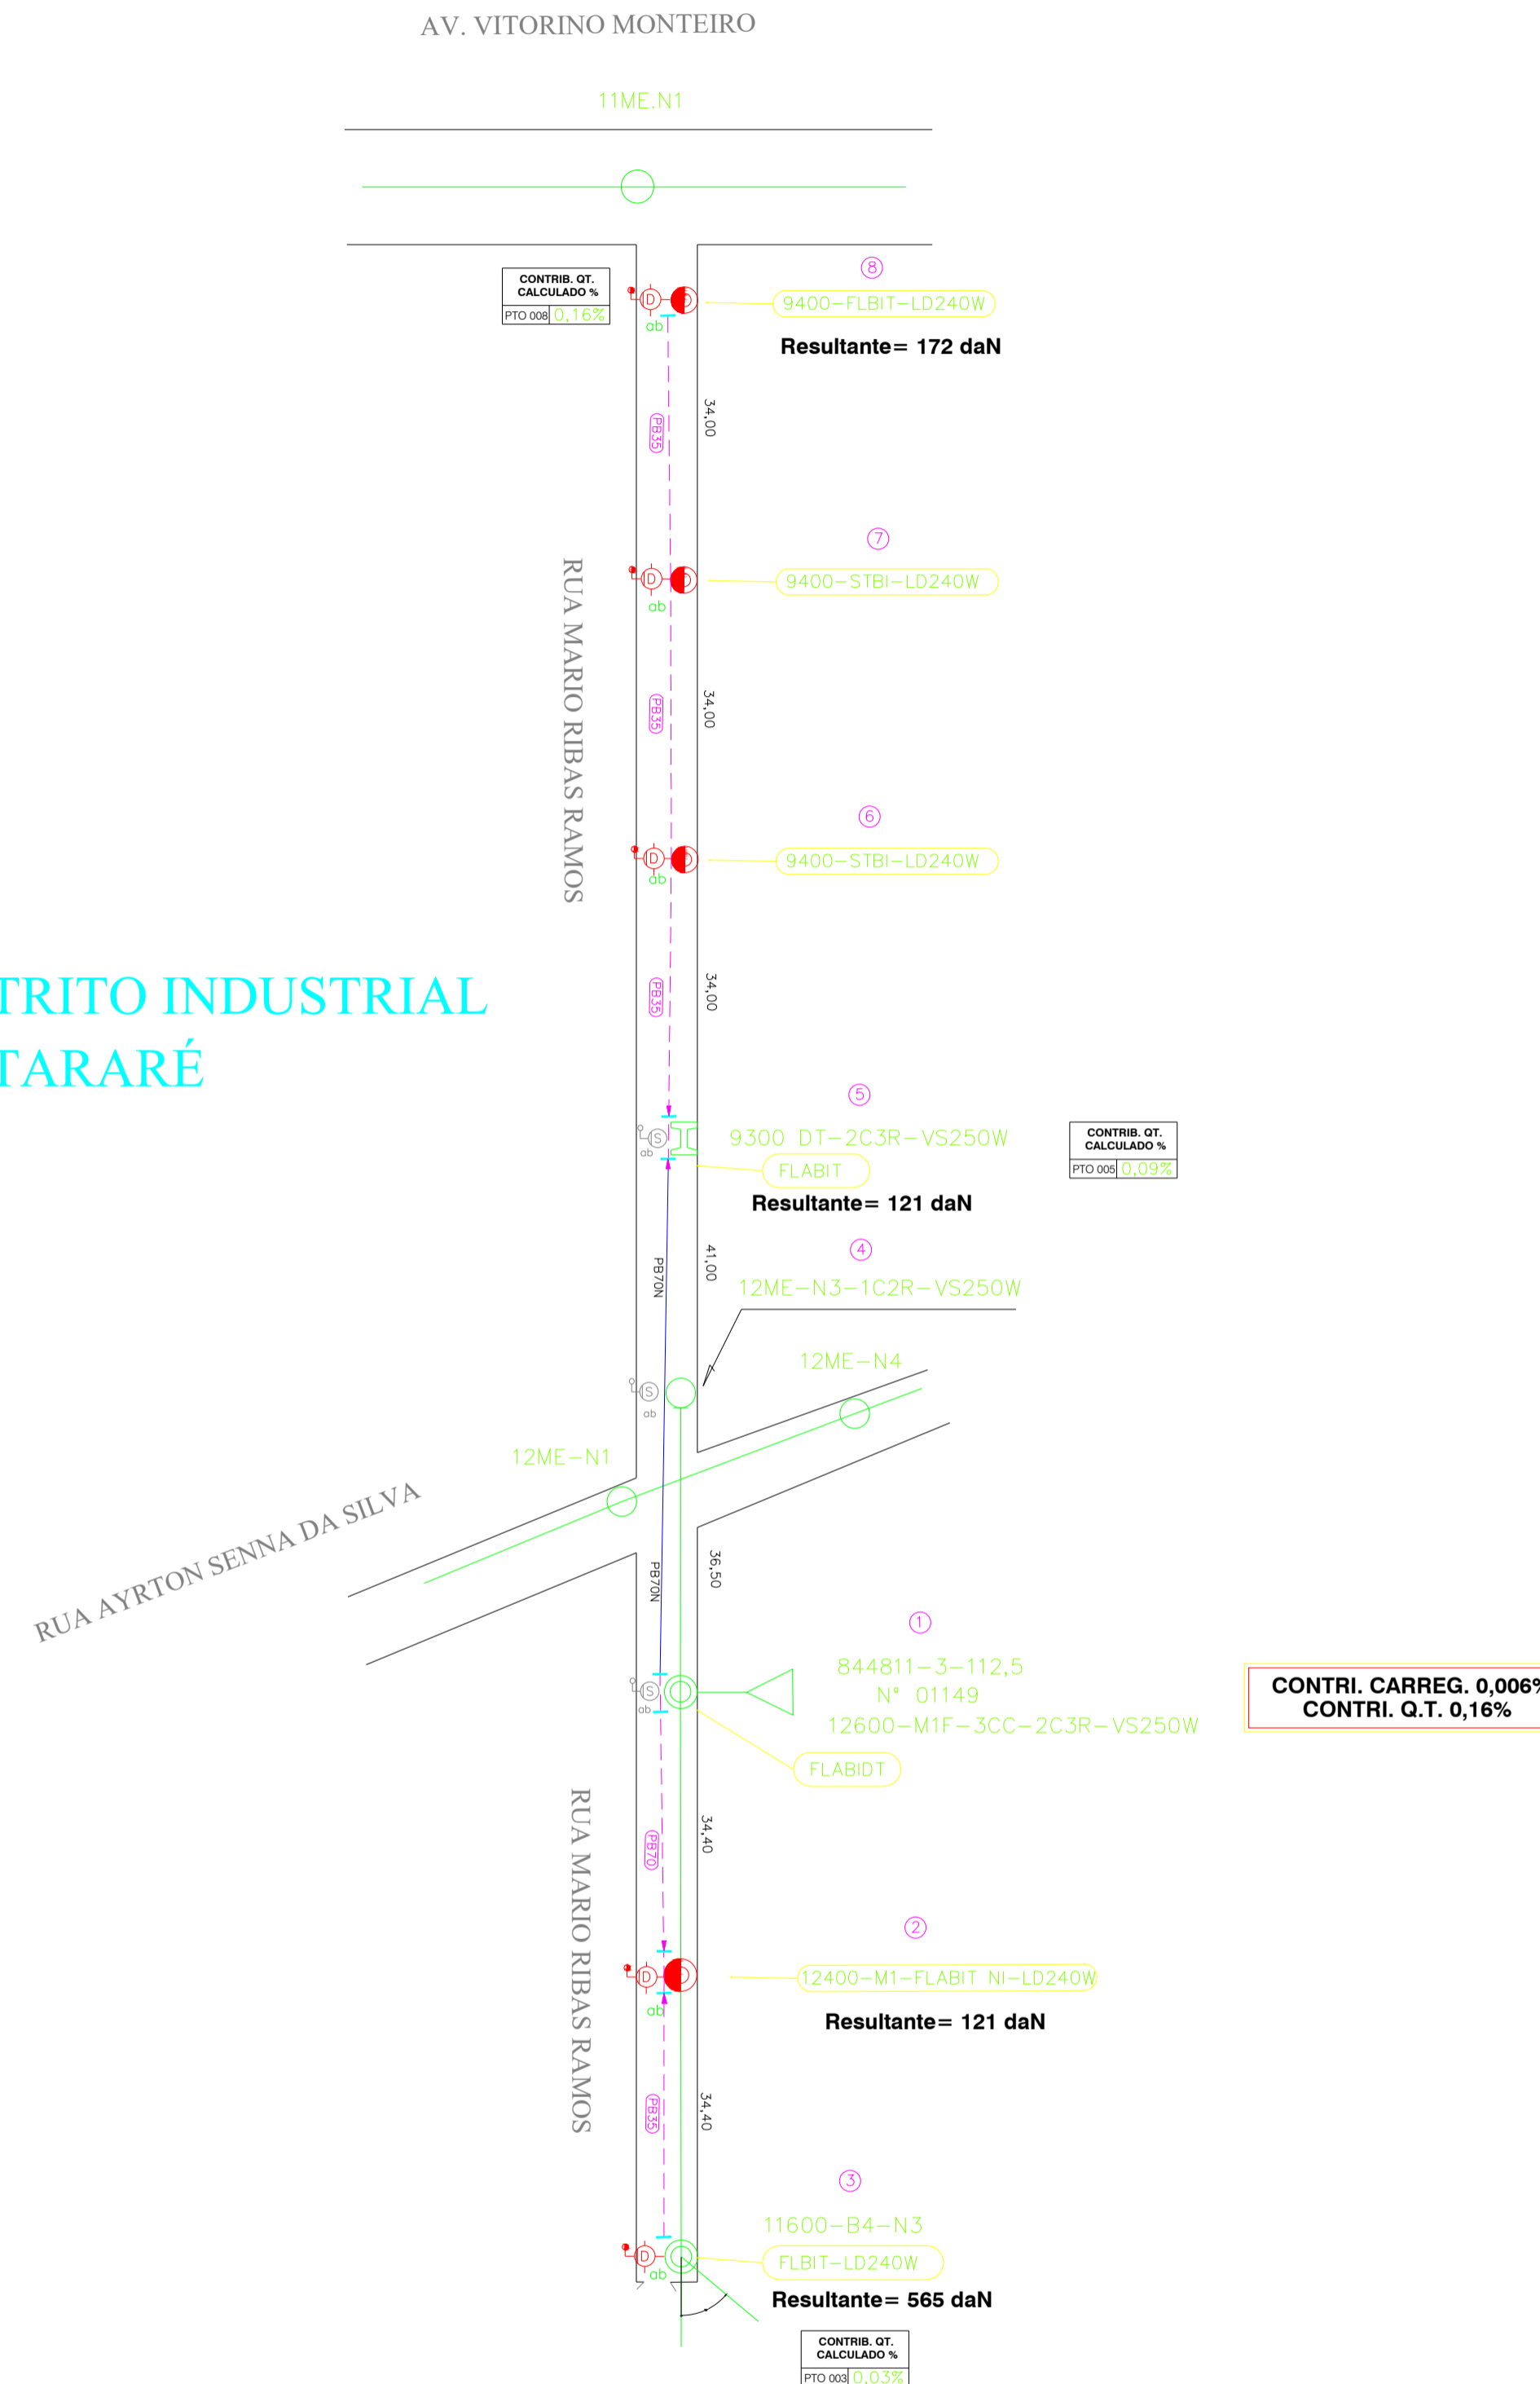 AV. VITORINO MONTEIRO
11ME.N1
CONTRIB. QT.
CALCULADO %
PTO 008 0,16%
D
ab
8
9400-FLBIT-LD240W
Resultante= 172 daN
34,00
PB35
7
9400-STBI-LD240W
D
ab
RUA MARIO RIBAS RAMOS
34,00
PB35
6
9400-STBI-LD240W
D
ab
TRITO INDUSTRIAL
TARARÉ
34,00
PB35
5
9300 DT-2C3R-VS250W
S
ab
FLABIT
Resultante= 121 daN
CONTRIB. QT.
CALCULADO %
PTO 005 0,09%
41,00
PB70N
4
12ME-N3-1C2R-VS250W
12ME-N4
S
ab
12ME-N1
RUA AYRTON SENNA DA SILVA
36,50
PB70N
1
844811-3-112,5
N° 01149
12600-M1F-3CC-2C3R-VS250W
S
ab
FLABIDT
CONTRI. CARREG. 0,006%
CONTRI. Q.T. 0,16%
34,40
PB70
RUA MARIO RIBAS RAMOS
2
12400-M1-FLABIT NI-LD240W
D
ab
Resultante= 121 daN
34,40
PB35
3
11600-B4-N3
FLBIT-LD240W
D
ab
Resultante= 565 daN
CONTRIB. QT.
CALCULADO %
PTO 003 0,03%